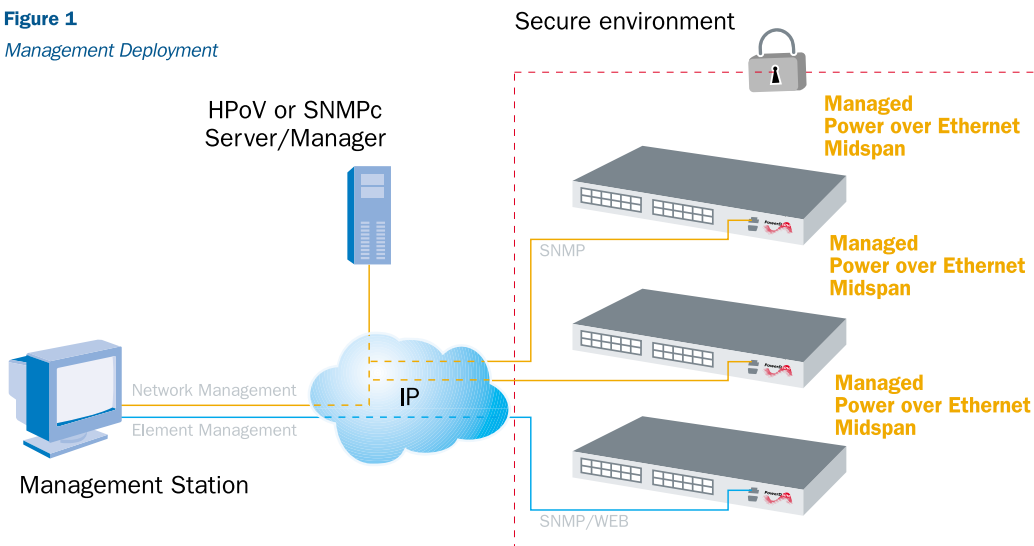 Figure 1
Management Deployment
Secure environment
HPoV or SNMPc
Server/Manager
Managed
Power over Ethernet
Midspan
SNMP
Managed
Power over Ethernet
Midspan
Network Management
IP
Element Management
Managed
Power over Ethernet
Midspan
Management Station
SNMP/WEB